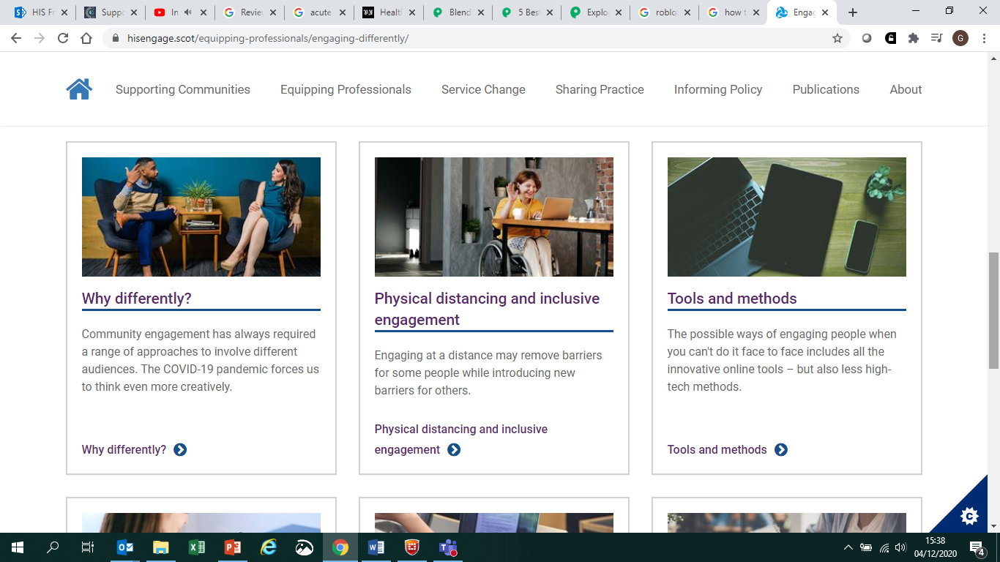 HIS Fr
Suppo
In
Review
acute
Health
Blend
5 Best
Explor
roblo
how t
Engag
hisengage.scot/equipping-professionals/engaging-differently/
G
Supporting Communities
Equipping Professionals
Service Change
Sharing Practice
Informing Policy
Publications
About
Why differently?
Community engagement has always required
a range of approaches to involve different
audiences. The COVID-19 pandemic forces us
to think even more creatively.
Why differently?
Physical distancing and inclusive
engagement
Engaging at a distance may remove barriers
for some people while introducing new
barriers for others.
Physical distancing and inclusive
engagement
Tools and methods
The possible ways of engaging people when
you can't do it face to face includes all the
innovative online tools – but also less high-
tech methods.
Tools and methods
15:38
04/12/2020
4